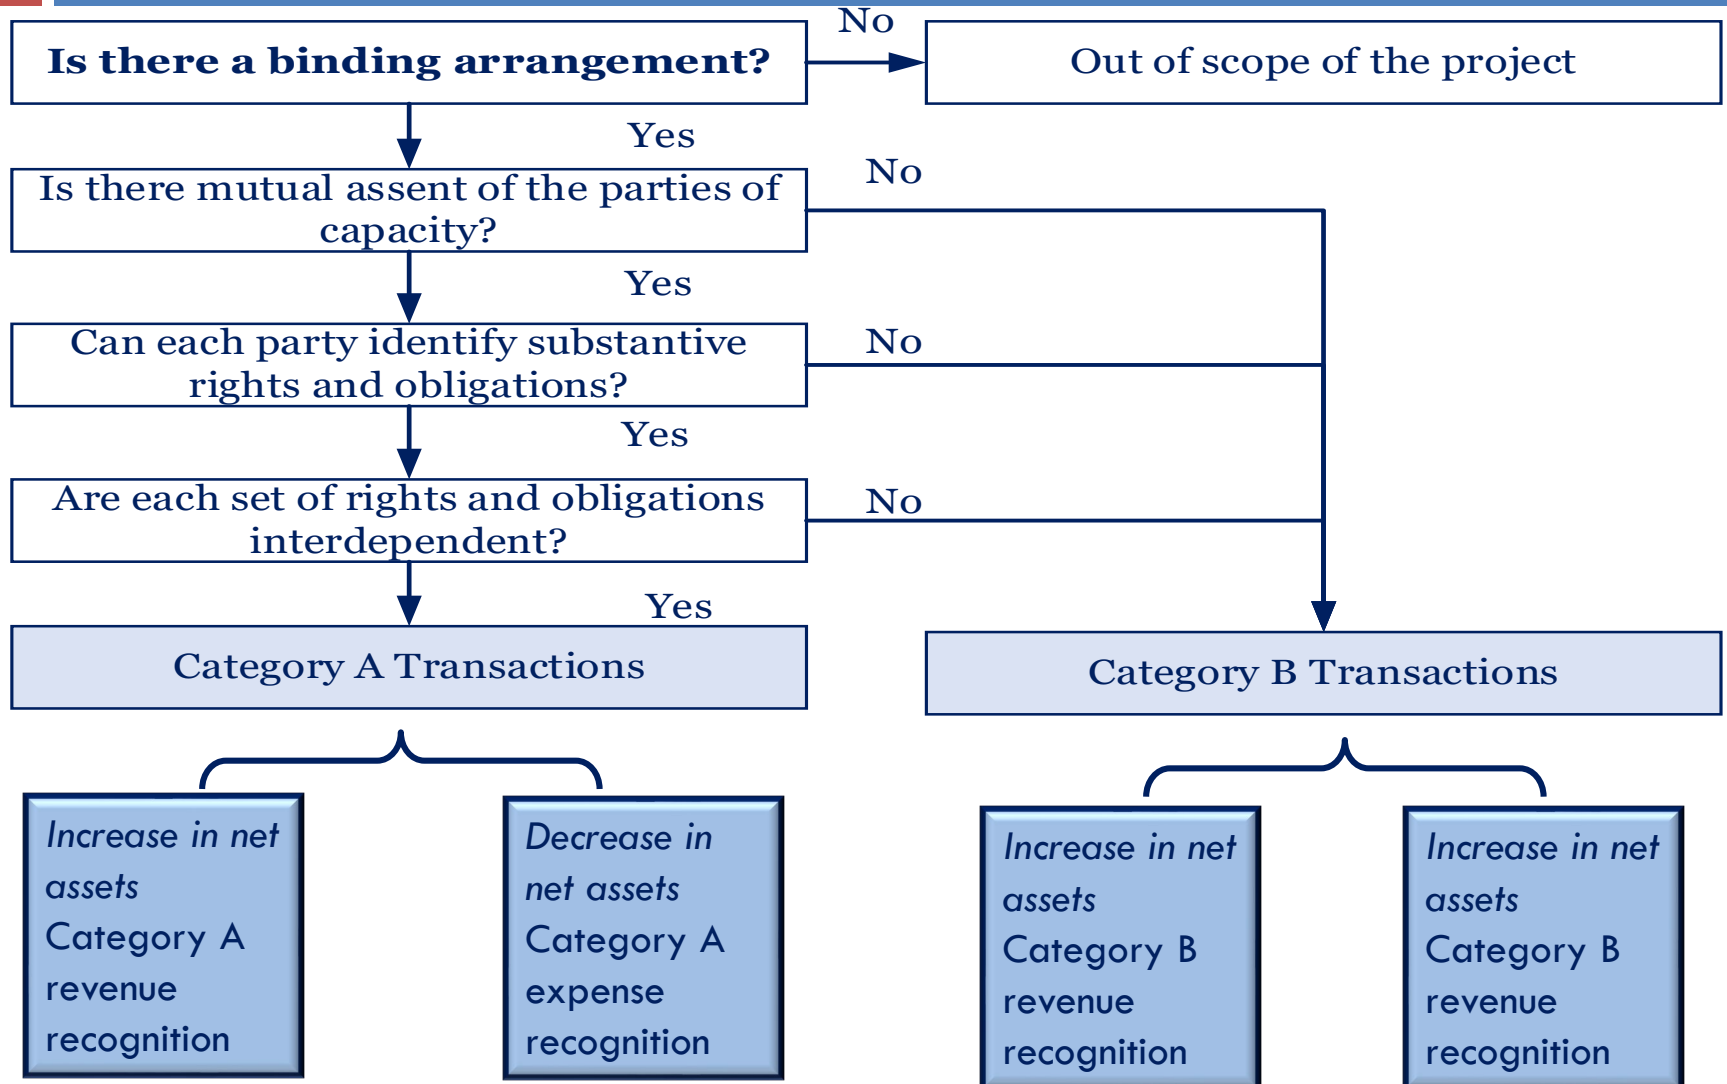 No
Is there a binding arrangement?
Out of scope of the project
Yes
Is there mutual assent of the parties of
capacity?
No
Yes
Can each party identify substantive
rights and obligations?
No
Yes
Are each set of rights and obligations
interdependent?
No
Yes
Category A Transactions
Category B Transactions
Increase in net
assets
Category A
revenue
recognition
Decrease in
net assets
Category A
expense
recognition
Increase in net
assets
Category B
revenue
recognition
Increase in net
assets
Category B
revenue
recognition